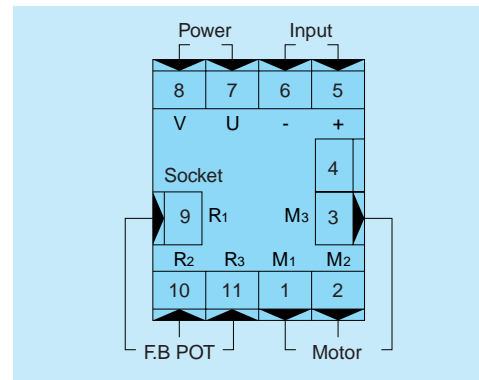 Power Input
8 7 6 5
V U - +
4
Socket
9 R1 M3 3
R2 R3 M1 M2
10 11 1 2
F.B POT Motor